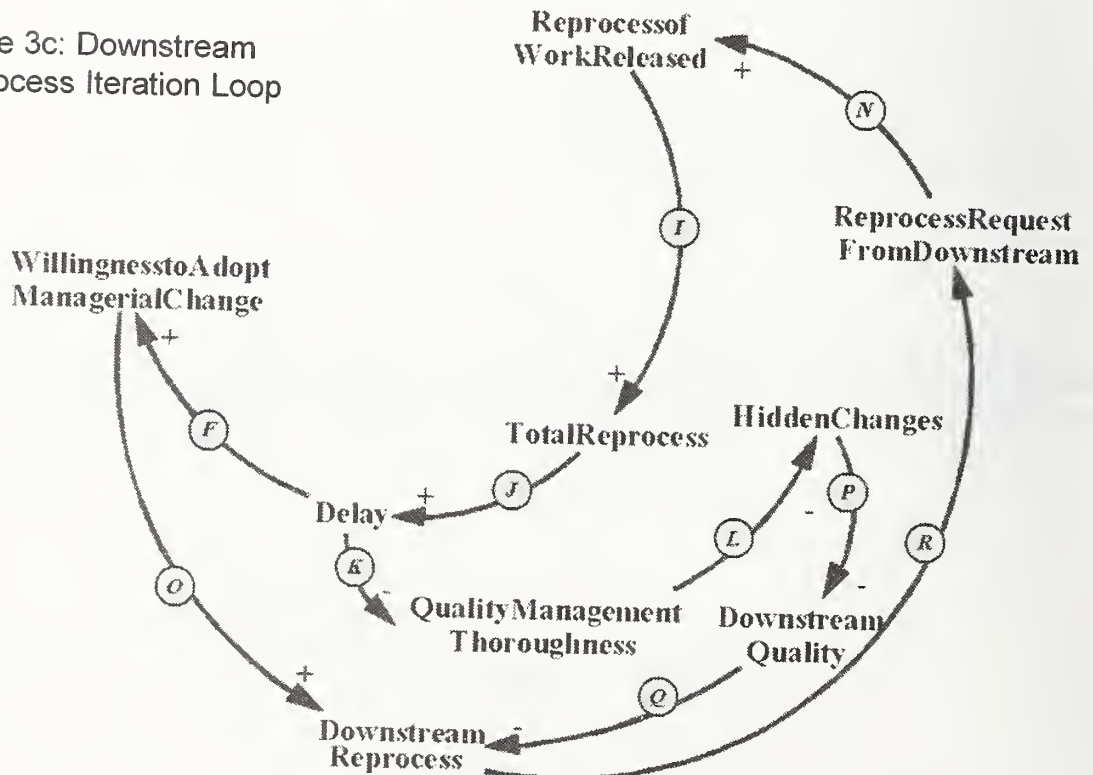 e 3c: Downstream
ocess Iteration Loop
Reprocessof
WorkReleased
+
N
I
ReprocessRequest
FromDownstream
WillingnesstoAdopt
ManagerialChange
+
F
+
TotalReprocess
HiddenChanges
J
+
Delay
P
-
L
R
K
-
O
QualityManagement
Thoroughness
-
Downstream
Quality
+
Q
-
Downstream
Reprocess